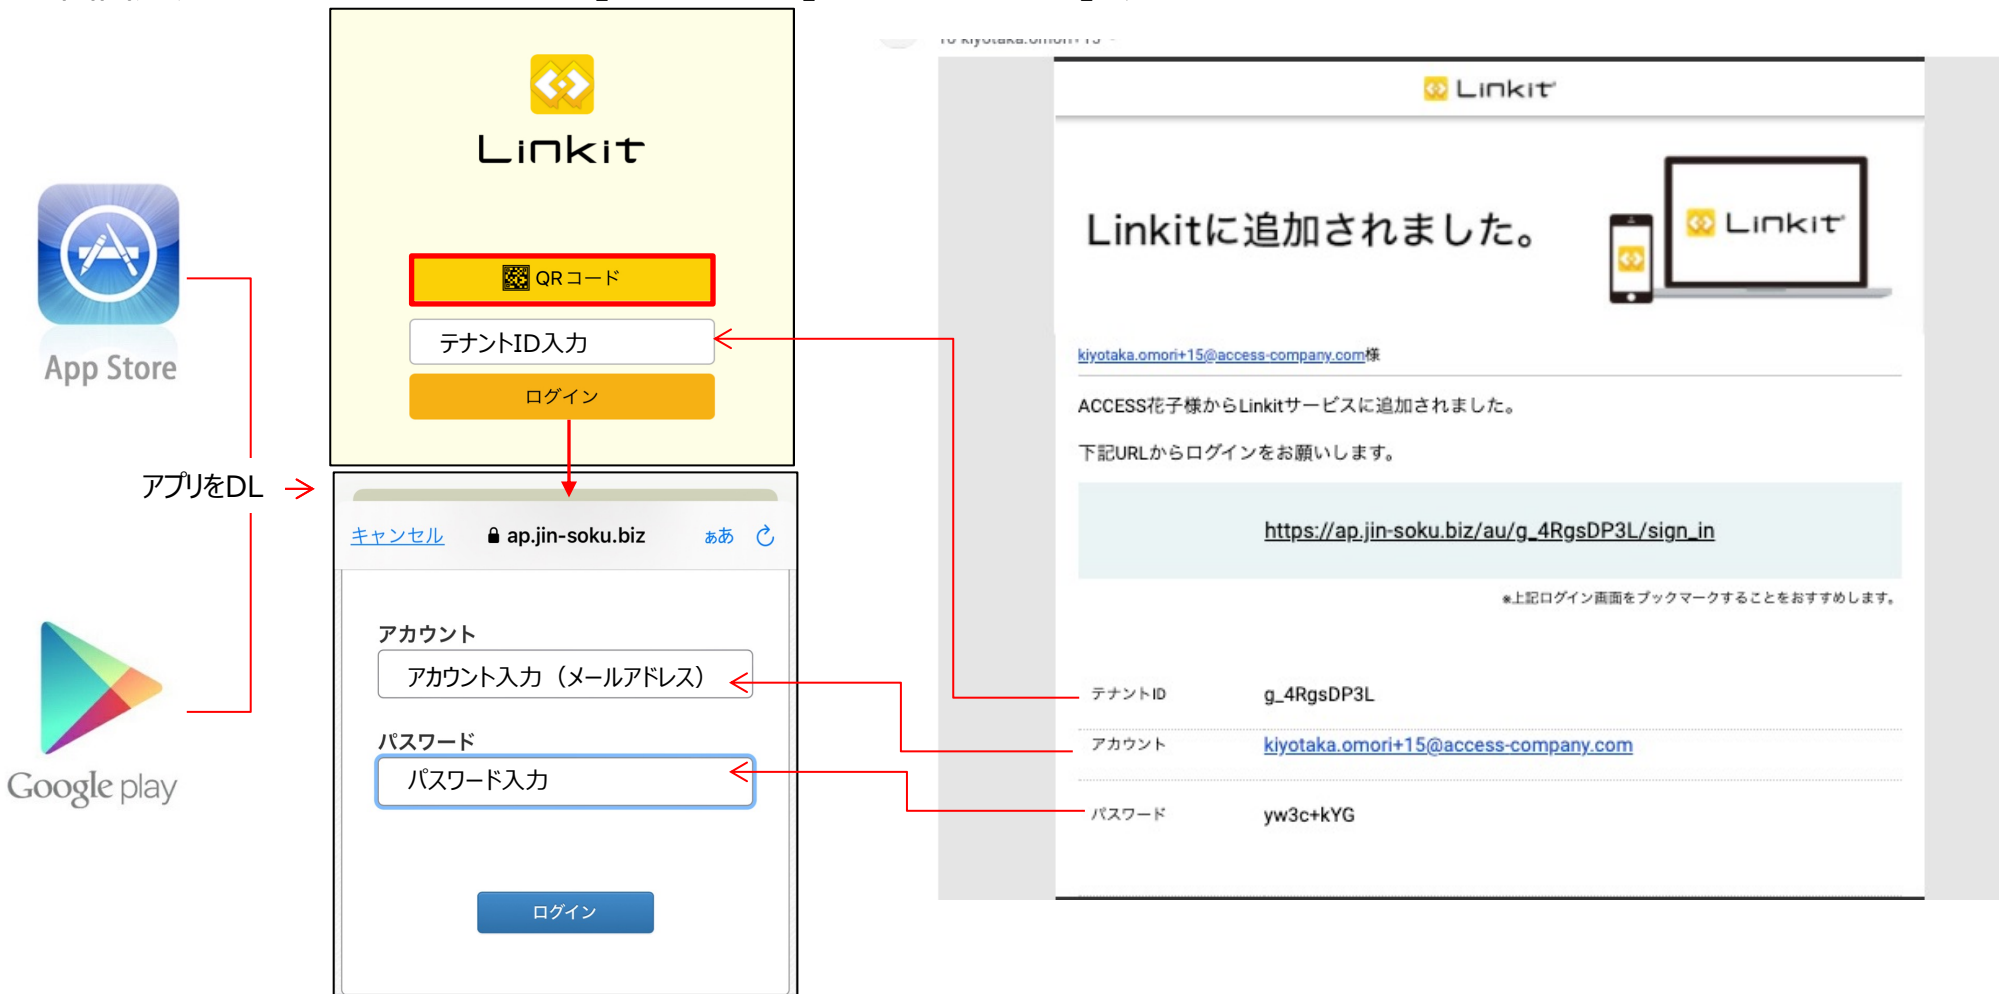 Linkit
QRコード
テナントID入力
ログイン
App Store
アプリをDL
Google play
キャンセル
ap.jin-soku.biz
ぁあ
アカウント
アカウント入力（メールアドレス）
パスワード
パスワード入力
ログイン
Linkit
Linkitに追加されました。
Linkit
kiyotaka.omori+15@access-company.com様
ACCESS花子様からLinkitサービスに追加されました。
下記URLからログインをお願いします。
https://ap.jin-soku.biz/au/g_4RgsDP3L/sign_in
※上記ログイン画面をブックマークすることをおすすめします。
テナントID g_4RgsDP3L
アカウント kiyotaka.omori+15@access-company.com
パスワード yw3c+kYG